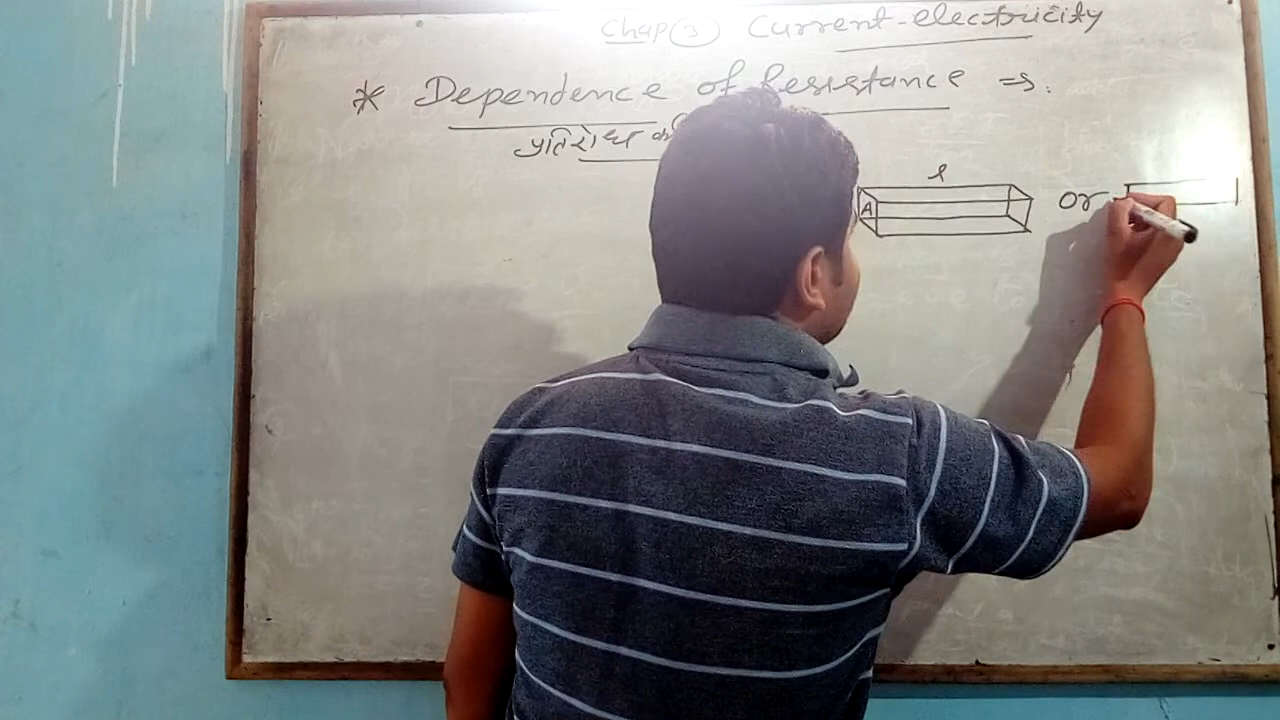 Chap 3 Current-electricity
* Dependence of Resistance ⇒.
प्रतिरोध
l
A
or